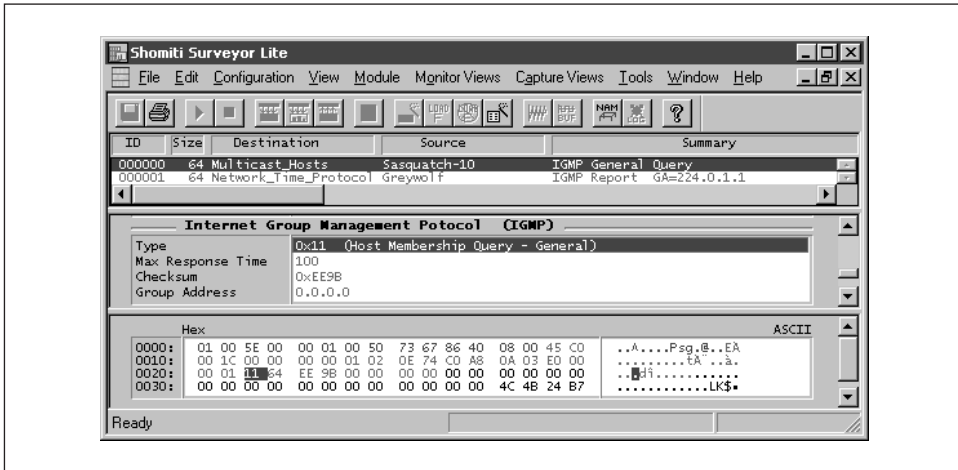 Shomiti Surveyor Lite
File Edit Configuration View Module Monitor Views Capture Views Tools Window Help
NAM
ID Size Destination Source Summary
000000 64 Multicast_Hosts Sasquatch-10 IGMP General Query
000001 64 Network_Time_Protocol Greywolf IGMP Report GA=224.0.1.1
Internet Group Management Potocol (IGMP)
Type 0x11 (Host Membership Query - General)
Max Response Time 100
Checksum 0xEE9B
Group Address 0.0.0.0
Hex ASCII
0000: 01 00 5E 00 00 01 00 50 73 67 86 40 08 00 45 C0 ..^....Psg.@..EÀ
0010: 00 1C 00 00 00 00 01 02 0E 74 C0 A8 0A 03 E0 00 .........tÀ¨..à.
0020: 00 01 11 64 EE 9B 00 00 00 00 00 00 00 00 00 00 ...dî...........
0030: 00 00 00 00 00 00 00 00 00 00 00 00 4C 4B 24 B7 ............LK$▪
Ready